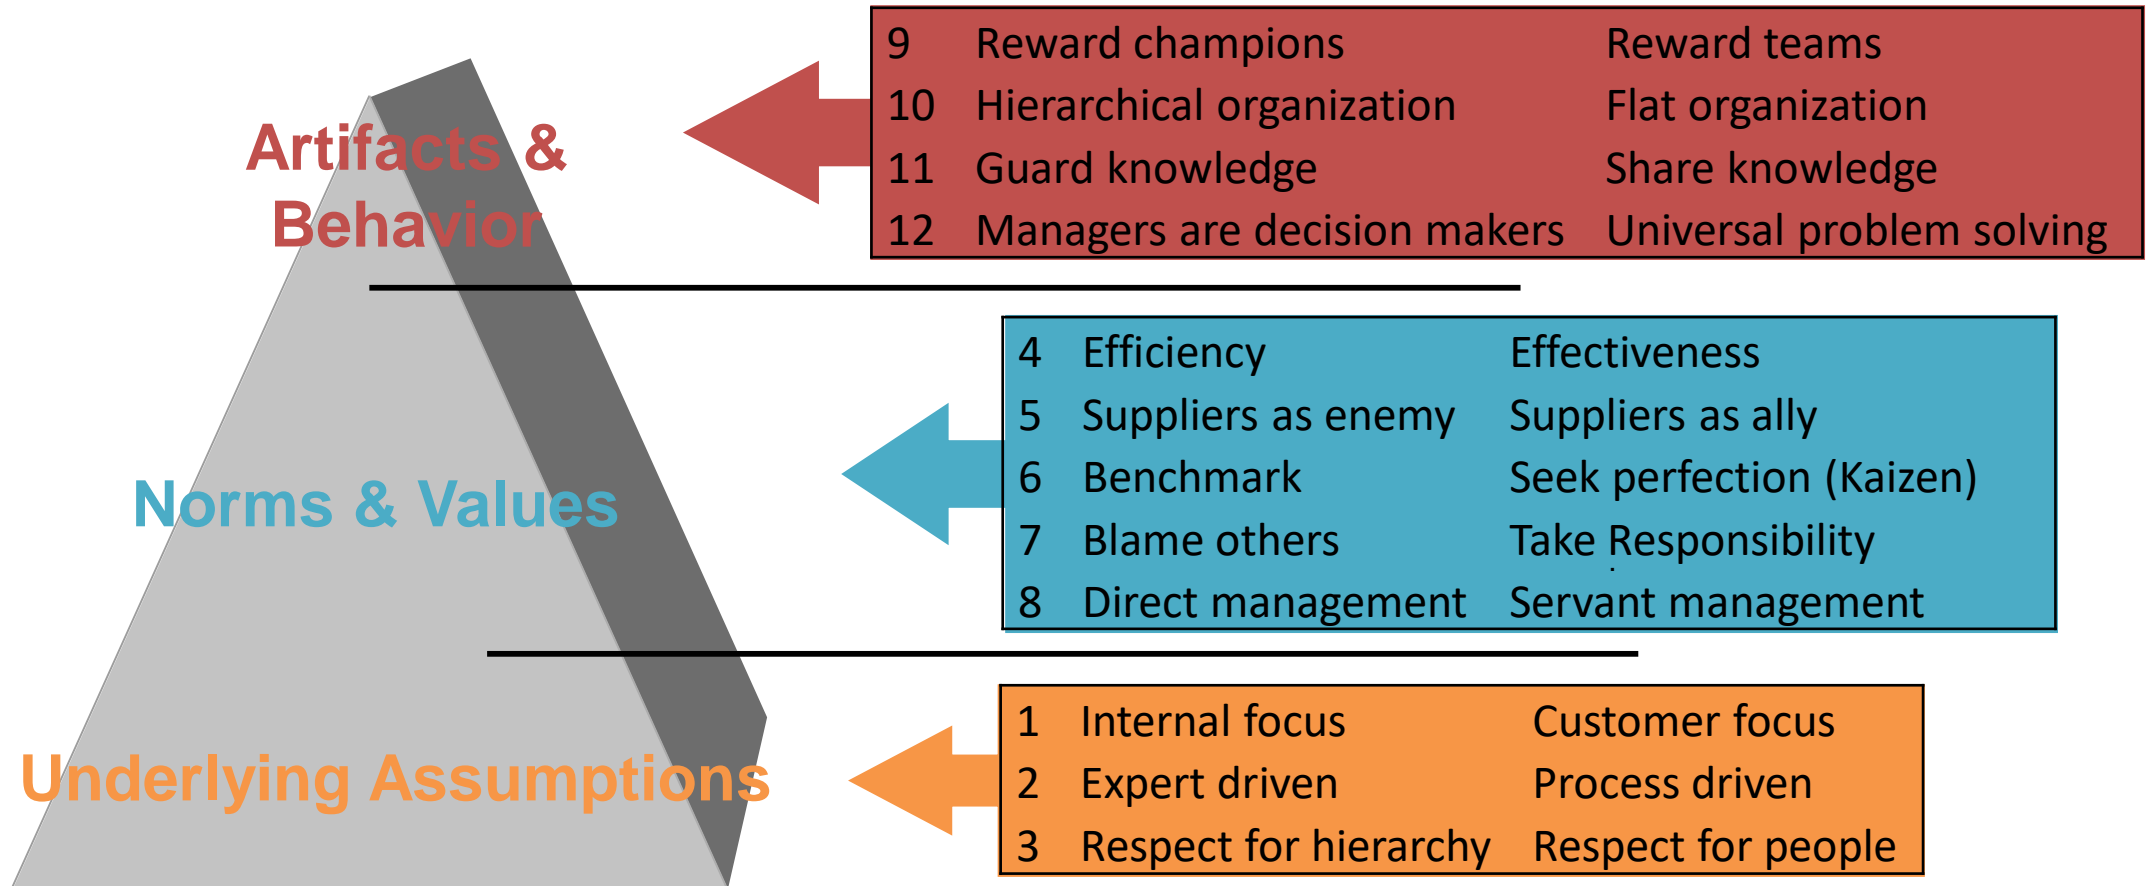 Artifacts &
Behavior
9 Reward champions Reward teams
10 Hierarchical organization Flat organization
11 Guard knowledge Share knowledge
12 Managers are decision makers Universal problem solving
Norms & Values
4 Efficiency Effectiveness
5 Suppliers as enemy Suppliers as ally
6 Benchmark Seek perfection (Kaizen)
7 Blame others Take Responsibility
8 Direct management Servant management
Underlying Assumptions
1 Internal focus Customer focus
2 Expert driven Process driven
3 Respect for hierarchy Respect for people